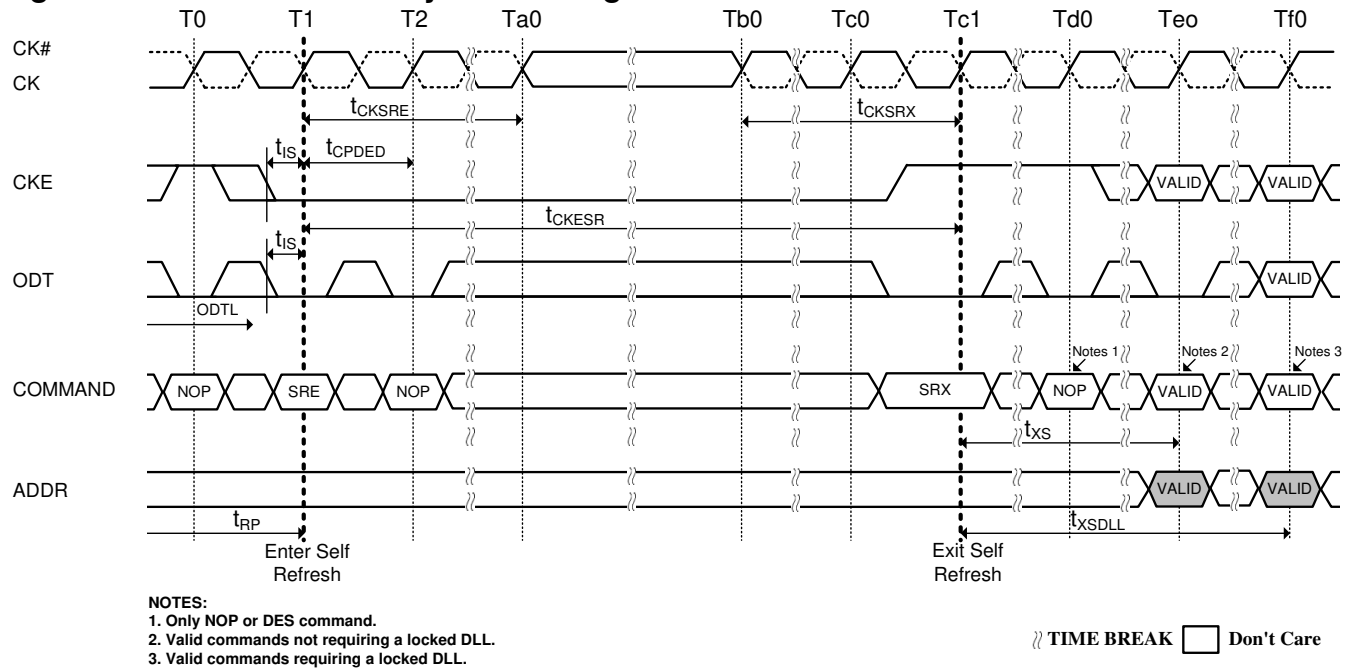 T0 T1 T2 Ta0 Tb0 Tc0 Tc1 Td0 Teo Tf0
CK#
CK
tCKSRE tCKSRX
tIS tCPDED
CKE VALID VALID
tCKESR
tIS
ODT VALID
ODTL
Notes 1 Notes 2 Notes 3
COMMAND NOP SRE NOP SRX NOP VALID VALID
tXS
ADDR VALID VALID
tRP tXSDLL
Enter Self
Refresh
Exit Self
Refresh
NOTES:
1. Only NOP or DES command.
2. Valid commands not requiring a locked DLL.
3. Valid commands requiring a locked DLL.
TIME BREAK Don't Care